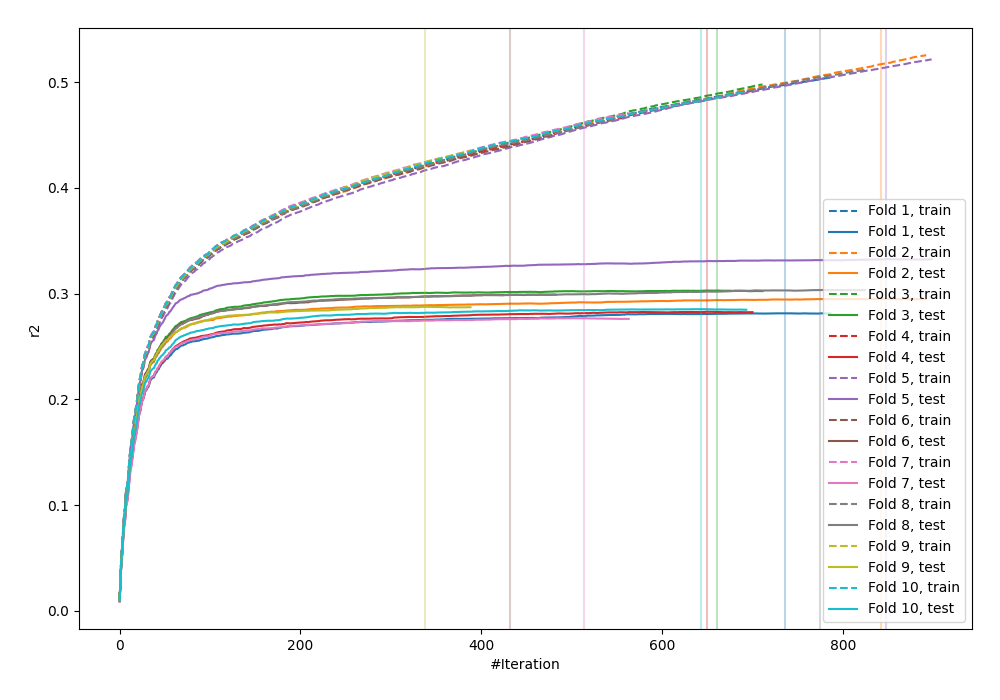 0.5
0.4
0.3
0.2
0.1
0.0
r2
0
200
400
600
800
#Iteration
Fold 1, train
Fold 1, test
Fold 2, train
Fold 2, test
Fold 3, train
Fold 3, test
Fold 4, train
Fold 4, test
Fold 5, train
Fold 5, test
Fold 6, train
Fold 6, test
Fold 7, train
Fold 7, test
Fold 8, train
Fold 8, test
Fold 9, train
Fold 9, test
Fold 10, train
Fold 10, test